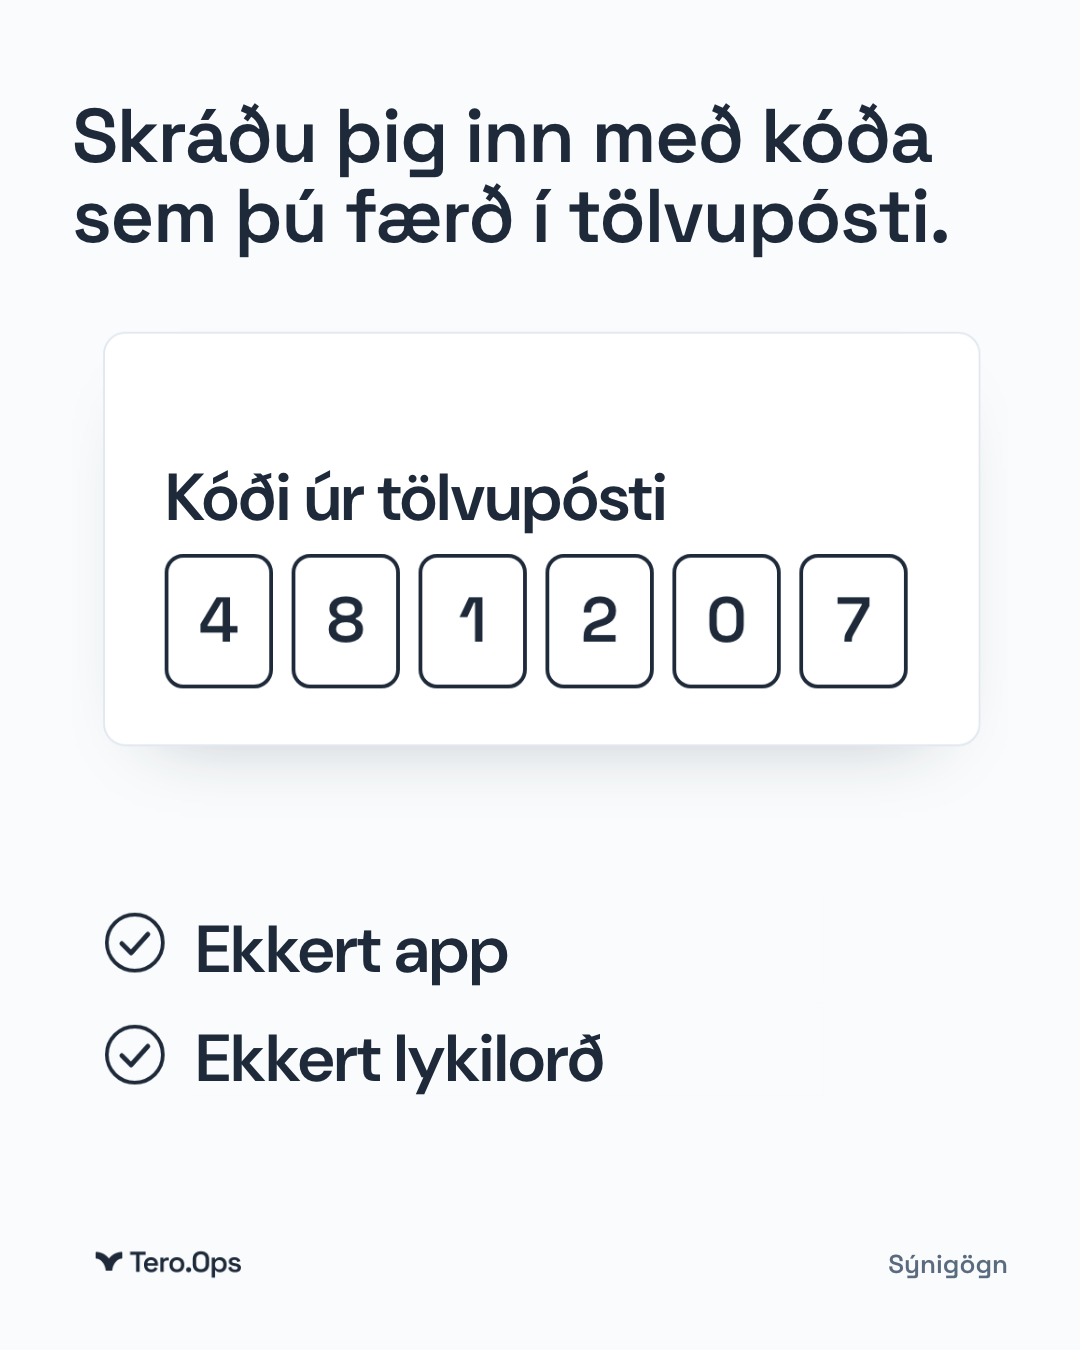 Skráðu þig inn með kóða
sem þú færð í tölvupósti.
Kóði úr tölvupósti
4 8 1 2 0 7
Ekkert app
Ekkert lykilorð
Tero.Ops
Sýnigögn